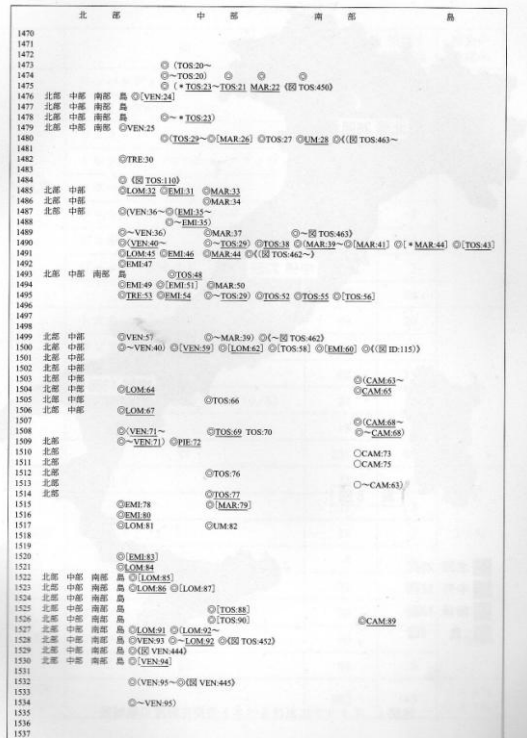 北 部 中 部 南 部 島
1470
1471
1472
1473 ◎ (TOS:20〜
1474 ◎〜TOS:20) ◎ ◎ ◎
1475 ◎ (*TOS:23〜TOS:21 MAR:22 《図 TOS:450》
1476 北部 中部 南部 島 ◎[VEN:24]
1477 北部 中部 南部 島
1478 北部 中部 南部 島 ◎〜*TOS:23)
1479 北部 中部 南部 ◎VEN:25
1480 ◎(TOS:29〜◎[MAR:26] ◎TOS:27 ◎UM:28 ◎《(図 TOS:463〜
1481
1482 ◎TRE:30
1483
1484 ◎ 《図 TOS:110》
1485 北部 中部 ◎LOM:32 ◎EMI:31 ◎MAR:33
1486 北部 中部 ◎MAR:34
1487 北部 中部 ◎(VEN:36〜◎(EMI:35〜
1488 ◎〜EMI:35)
1489 ◎〜VEN:36) ◎MAR:37 ◎〜図 TOS:463》
1490 ◎(VEN:40〜 ◎〜TOS:29) ◎TOS:38 ◎(MAR:39〜◎[MAR:41] ◎[*MAR:44] ◎[TOS:43]
1491 ◎LOM:45 ◎EMI:46 ◎MAR:44 ◎《(図 TOS:462〜》
1492 ◎EMI:47
1493 北部 中部 南部 島 ◎TOS:48
1494 ◎EMI:49 ◎[EMI:51] ◎MAR:50
1495 ◎TRE:53 ◎EMI:54 ◎〜TOS:29) ◎TOS:52 ◎TOS:55 ◎[TOS:56]
1496
1497
1498
1499 北部 中部 ◎VEN:57 ◎〜MAR:39) ◎《〜図 TOS:462》
1500 北部 中部 ◎〜VEN:40) ◎[VEN:59] ◎[LOM:62] ◎[TOS:58] ◎[EMI:60] ◎《(図 ID:115)》
1501 北部 中部
1502 北部 中部
1503 北部 中部 ◎(CAM:63〜
1504 北部 中部 ◎LOM:64 ◎CAM:65
1505 北部 中部 ◎TOS:66
1506 北部 中部 ◎LOM:67
1507 ◎(CAM:68〜
1508 ◎(VEN:71〜 ◎TOS:69 TOS:70 ◎〜CAM:68)
1509 北部 ◎〜VEN:71) ◎PIE:72
1510 北部 〇CAM:73
1511 北部 〇CAM:75
1512 北部 ◎TOS:76
1513 北部 〇〜CAM:63)
1514 北部 ◎TOS:77
1515 ◎EMI:78 ◎[MAR:79]
1516 ◎EMI:80
1517 ◎LOM:81 ◎UM:82
1518
1519
1520 ◎[EMI:83]
1521 ◎LOM:84
1522 北部 中部 南部 島 ◎[LOM:85]
1523 北部 中部 南部 島 ◎LOM:86 ◎[LOM:87]
1524 北部 中部 南部 島
1525 北部 中部 南部 島 ◎[TOS:88]
1526 北部 中部 南部 島 ◎[TOS:90] ◎CAM:89
1527 北部 中部 南部 島 ◎LOM:91 ◎(LOM:92〜
1528 北部 中部 南部 島 ◎VEN:93 ◎〜LOM:92 ◎《図 TOS:452》
1529 北部 中部 南部 島 ◎《図 VEN:444》
1530 北部 中部 南部 島 ◎[VEN:94]
1531
1532 ◎(VEN:95〜◎《図 VEN:445》
1533
1534 ◎〜VEN:95)
1535
1536
1537